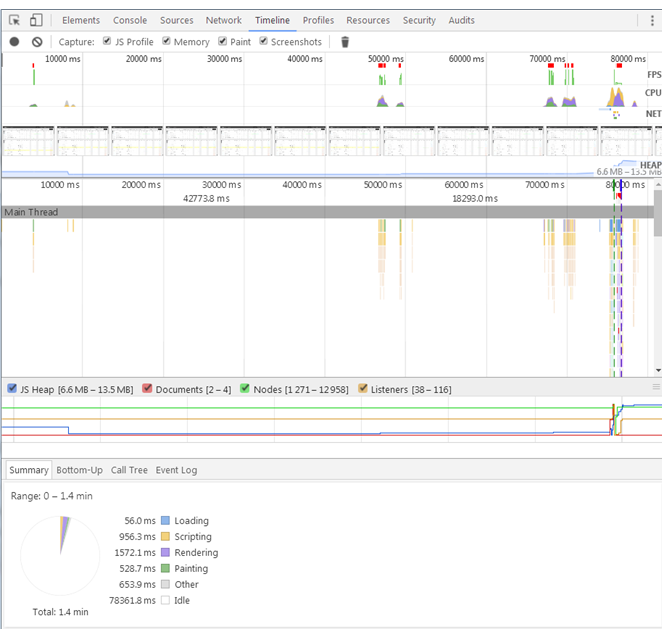 Elements Console Sources Network Timeline Profiles Resources Security Audits
Capture: JS Profile Memory Paint Screenshots
10000 ms 20000 ms 30000 ms 40000 ms 50000 ms 60000 ms 70000 ms 80000 ms
FPS
CPU
NET
HEAP
6.6 MB – 13.5 MB
10000 ms 20000 ms 30000 ms 40000 ms 50000 ms 60000 ms 70000 ms 80000 ms
42773.8 ms 18293.0 ms
Main Thread
JS Heap [6.6 MB – 13.5 MB] Documents [2 – 4] Nodes [1 271 – 12 958] Listeners [38 – 116]
Summary Bottom-Up Call Tree Event Log
Range: 0 – 1.4 min
56.0 ms Loading
956.3 ms Scripting
1572.1 ms Rendering
528.7 ms Painting
653.9 ms Other
78361.8 ms Idle
Total: 1.4 min